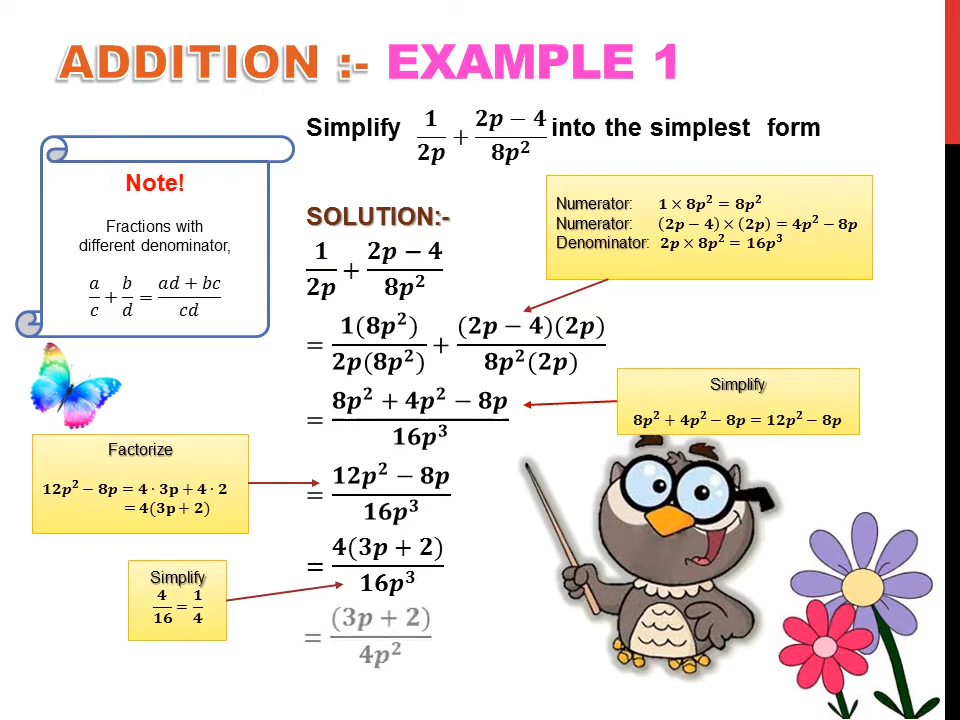 ADDITION :- EXAMPLE 1
Simplify 1/2p + (2p − 4)/8p² into the simplest form
Note!
Fractions with
different denominator,
a/c + b/d = (ad + bc)/cd
SOLUTION:-
1/2p + (2p − 4)/8p²
= 1(8p²)/2p(8p²) + (2p − 4)(2p)/8p²(2p)
= (8p² + 4p² − 8p)/16p³
= (12p² − 8p)/16p³
= 4(3p + 2)/16p³
= (3p + 2)/4p²
Numerator: 1 × 8p² = 8p²
Numerator: (2p − 4) × (2p) = 4p² − 8p
Denominator: 2p × 8p² = 16p³
Simplify
8p² + 4p² − 8p = 12p² − 8p
Factorize
12p² − 8p = 4 · 3p + 4 · 2
= 4(3p + 2)
Simplify
4/16 = 1/4